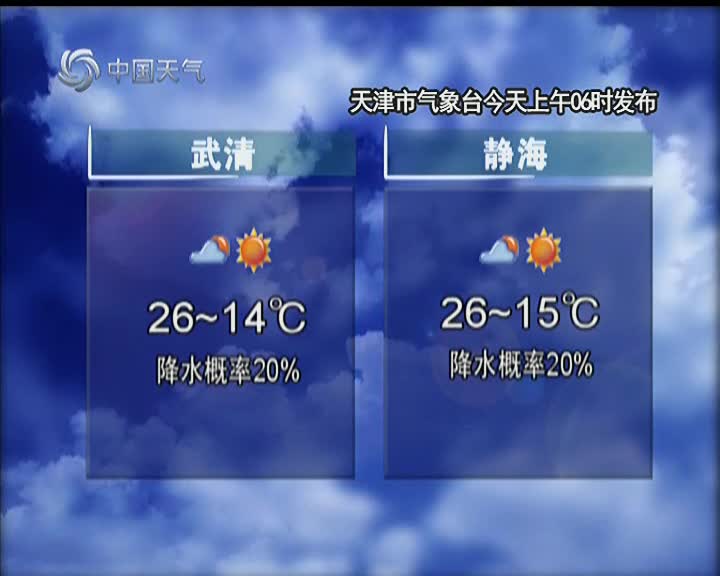 中国天气
天津市气象台今天上午06时发布
武清
静海
26~14℃
26~15℃
降水概率20%
降水概率20%